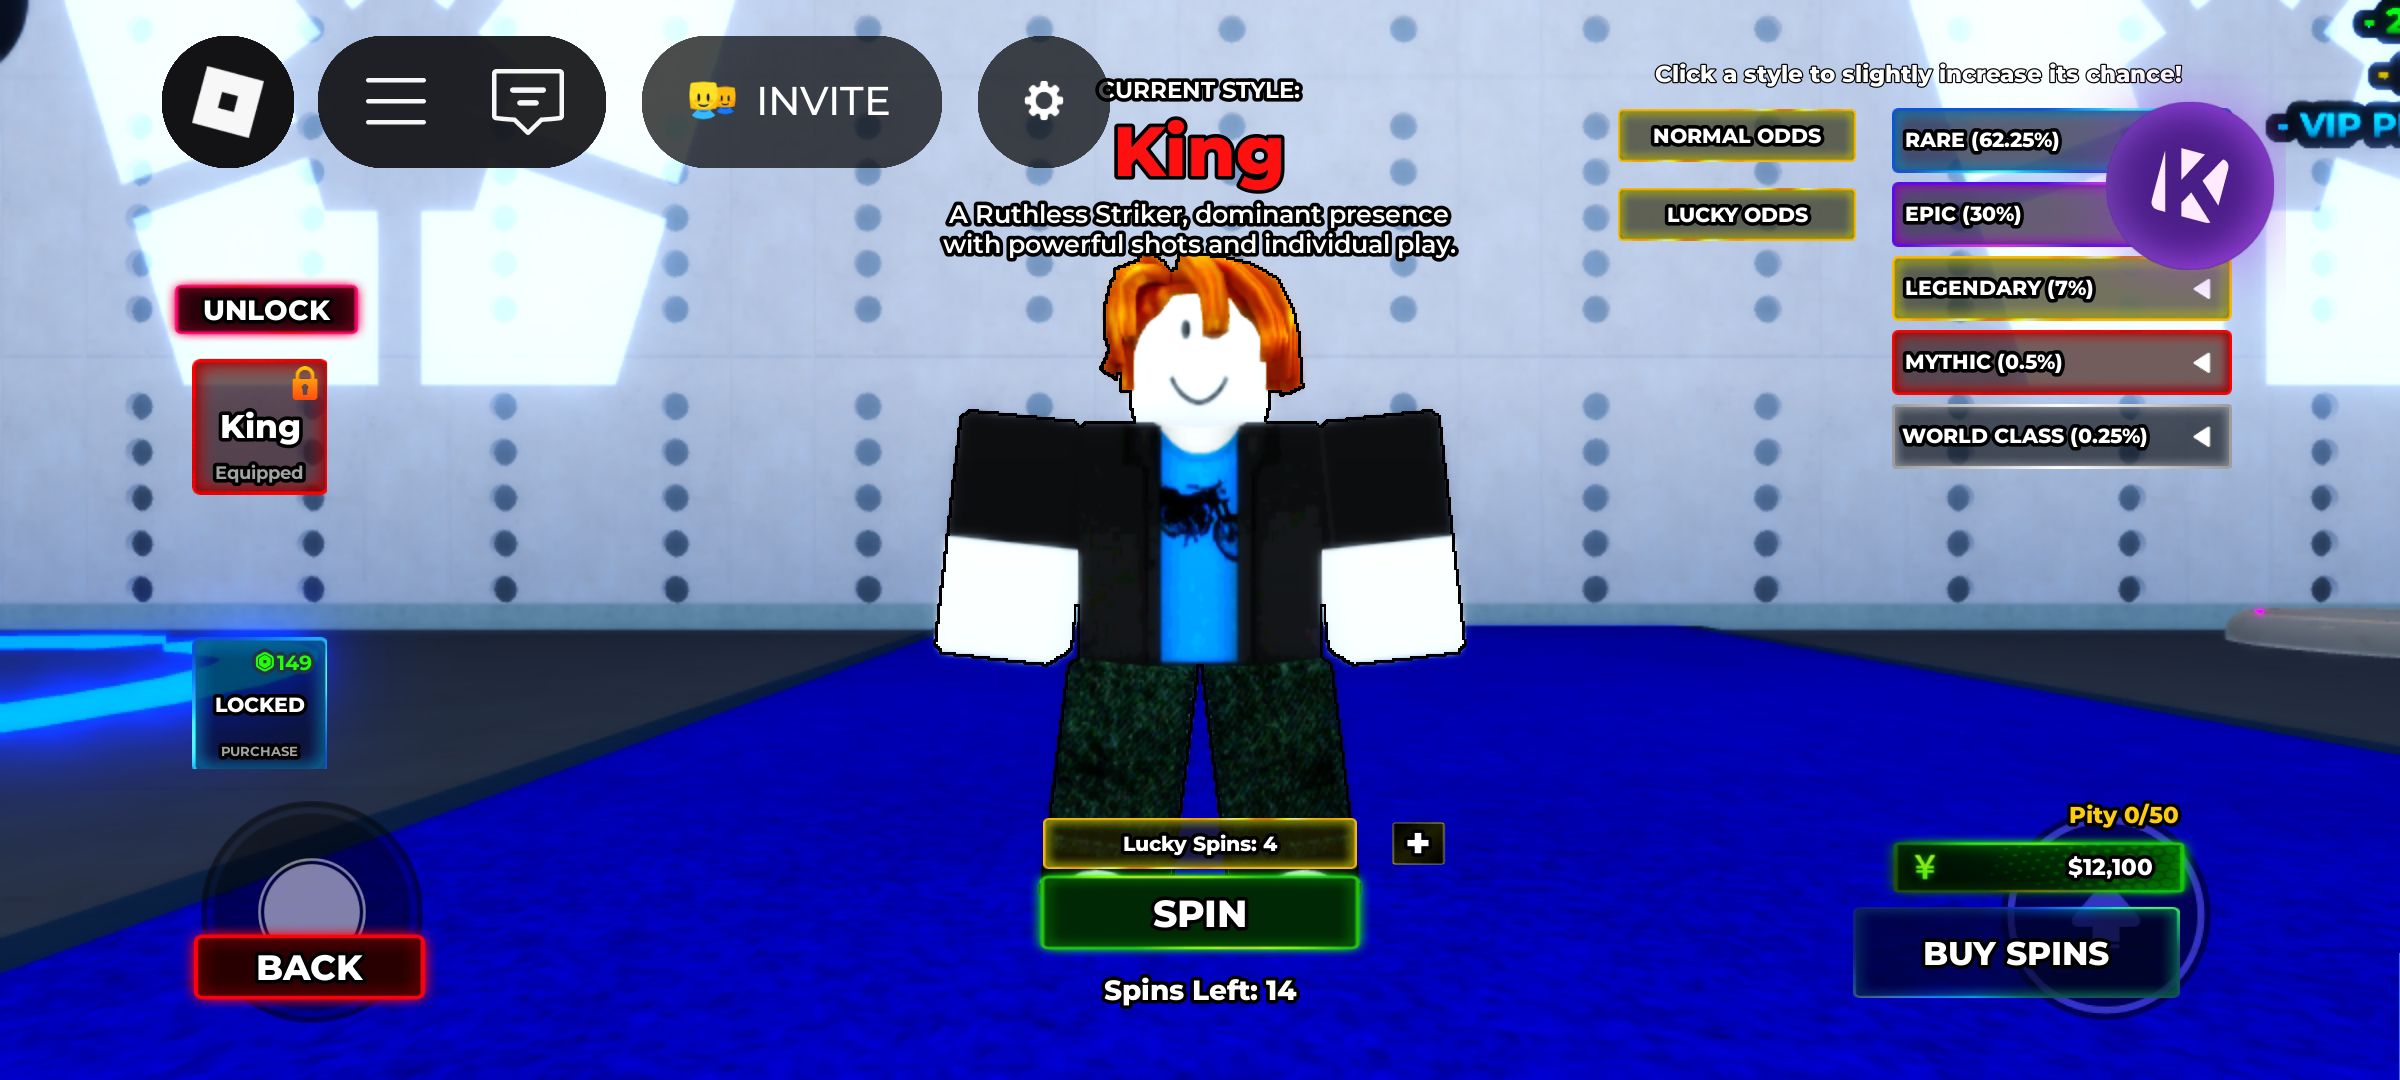 INVITE
CURRENT STYLE:
King
A Ruthless Striker, dominant presence
with powerful shots and individual play.
Click a style to slightly increase its chance!
NORMAL ODDS
LUCKY ODDS
RARE (62.25%)
EPIC (30%)
LEGENDARY (7%)
MYTHIC (0.5%)
WORLD CLASS (0.25%)
- 2
-
- VIP P
UNLOCK
King
Equipped
149
LOCKED
PURCHASE
BACK
Lucky Spins: 4
+
SPIN
Spins Left: 14
Pity 0/50
¥ $12,100
BUY SPINS